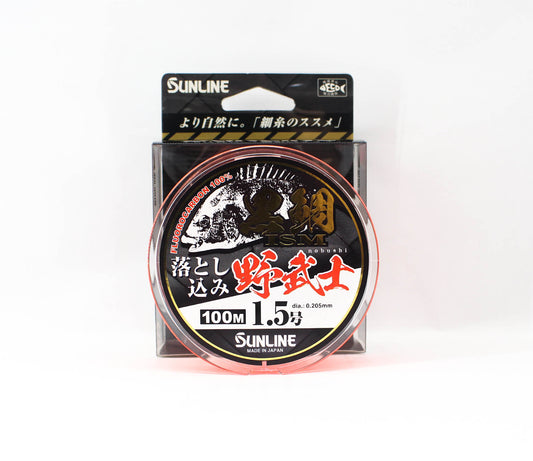 SUNLINE
より自然に。「細糸のススメ」
FLUOROCARBON 100%
黒鯛
ISM
nobushi
落とし込み
野武士
dia.: 0.205mm
100M 1.5号
SUNLINE
MADE IN JAPAN